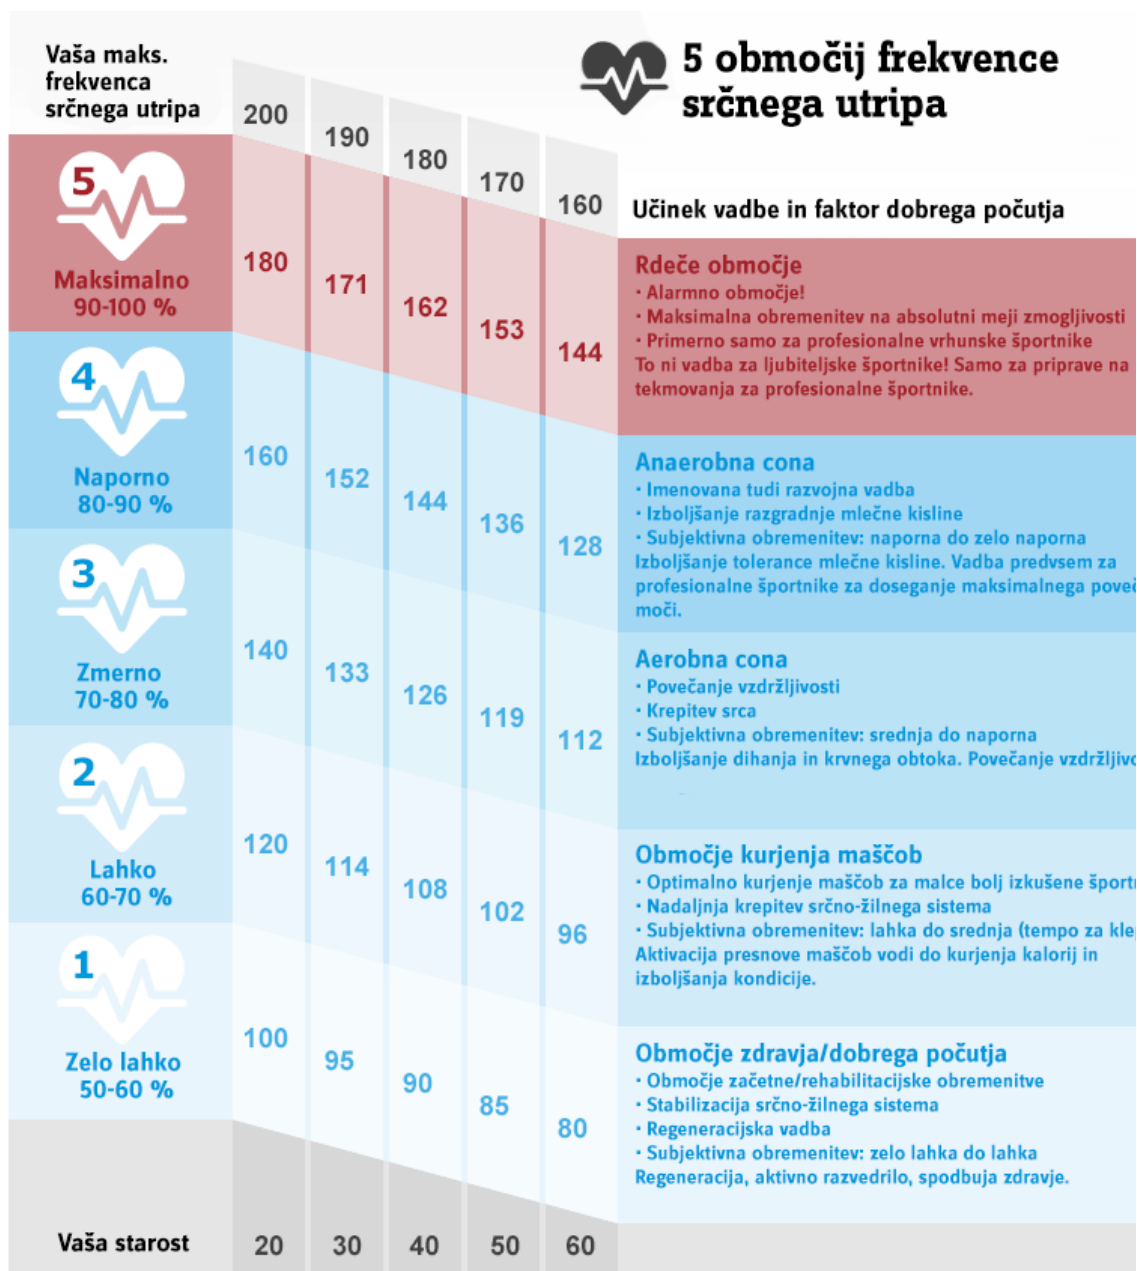 Vaša maks.
frekvenca
srčnega utripa
5 območij frekvence
srčnega utripa
200
190
180
170
160
Učinek vadbe in faktor dobrega počutja
5
Maksimalno
90-100 %
180
171
162
153
144
Rdeče območje
· Alarmno območje!
· Maksimalna obremenitev na absolutni meji zmogljivosti
· Primerno samo za profesionalne vrhunske športnike
To ni vadba za ljubiteljske športnike! Samo za priprave na
tekmovanja za profesionalne športnike.
4
Naporno
80-90 %
160
152
144
136
128
Anaerobna cona
· Imenovana tudi razvojna vadba
· Izboljšanje razgradnje mlečne kisline
· Subjektivna obremenitev: naporna do zelo naporna
Izboljšanje tolerance mlečne kisline. Vadba predvsem za
profesionalne športnike za doseganje maksimalnega poveč
moči.
3
Zmerno
70-80 %
140
133
126
119
112
Aerobna cona
· Povečanje vzdržljivosti
· Krepitev srca
· Subjektivna obremenitev: srednja do naporna
Izboljšanje dihanja in krvnega obtoka. Povečanje vzdržljivo
2
Lahko
60-70 %
120
114
108
102
96
Območje kurjenja maščob
· Optimalno kurjenje maščob za malce bolj izkušene športn
· Nadaljnja krepitev srčno-žilnega sistema
· Subjektivna obremenitev: lahka do srednja (tempo za klep
Aktivacija presnove maščob vodi do kurjenja kalorij in
izboljšanja kondicije.
1
Zelo lahko
50-60 %
100
95
90
85
80
Območje zdravja/dobrega počutja
· Območje začetne/rehabilitacijske obremenitve
· Stabilizacija srčno-žilnega sistema
· Regeneracijska vadba
· Subjektivna obremenitev: zelo lahka do lahka
Regeneracija, aktivno razvedrilo, spodbuja zdravje.
Vaša starost
20
30
40
50
60